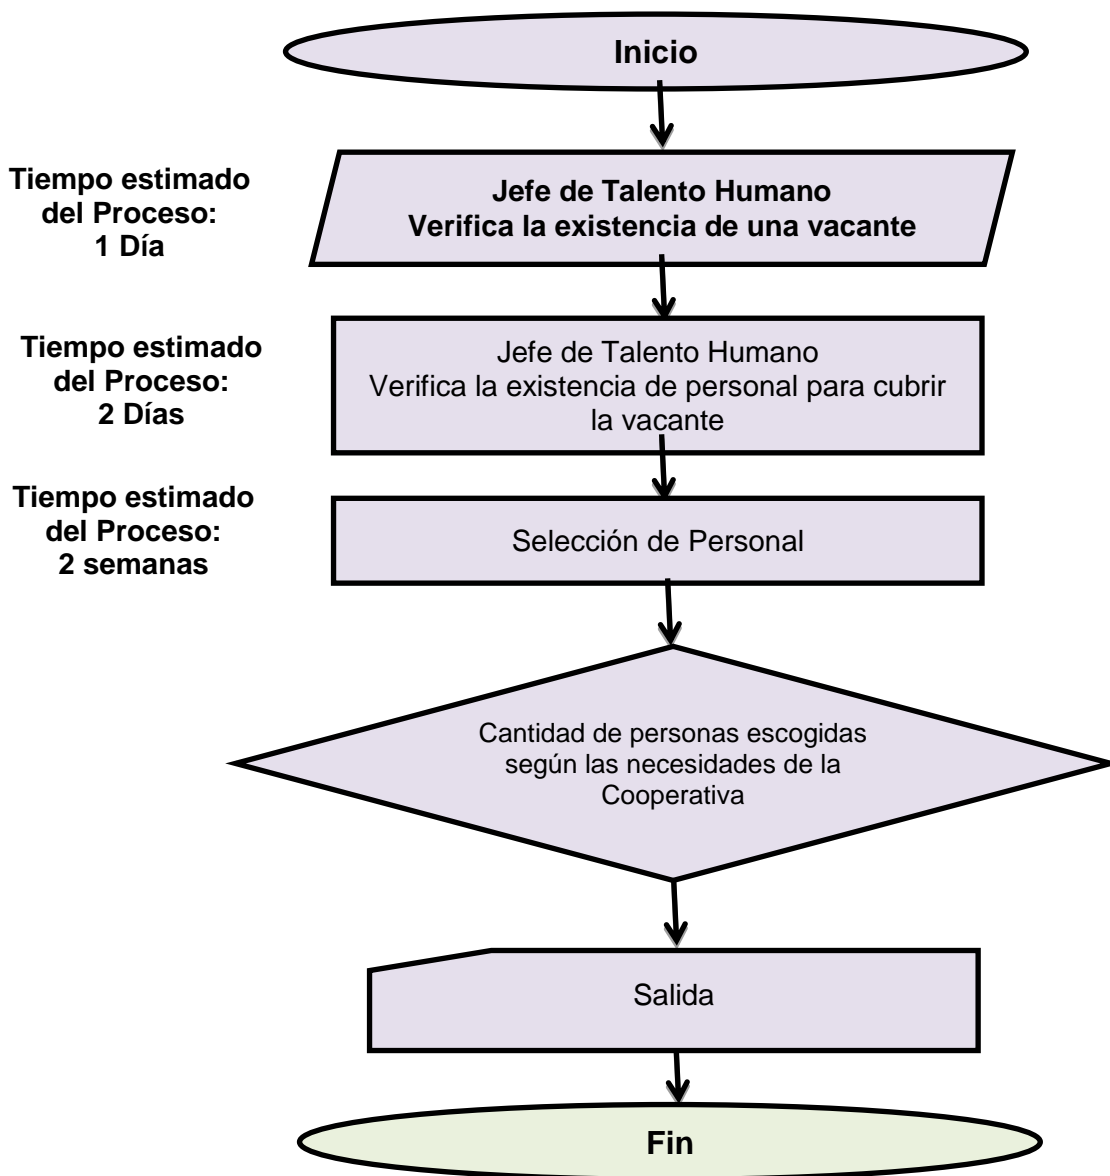 Inicio
Tiempo estimado
del Proceso:
1 Día
Jefe de Talento Humano
Verifica la existencia de una vacante
Tiempo estimado
del Proceso:
2 Días
Jefe de Talento Humano
Verifica la existencia de personal para cubrir
la vacante
Tiempo estimado
del Proceso:
2 semanas
Selección de Personal
Cantidad de personas escogidas
según las necesidades de la
Cooperativa
Salida
Fin